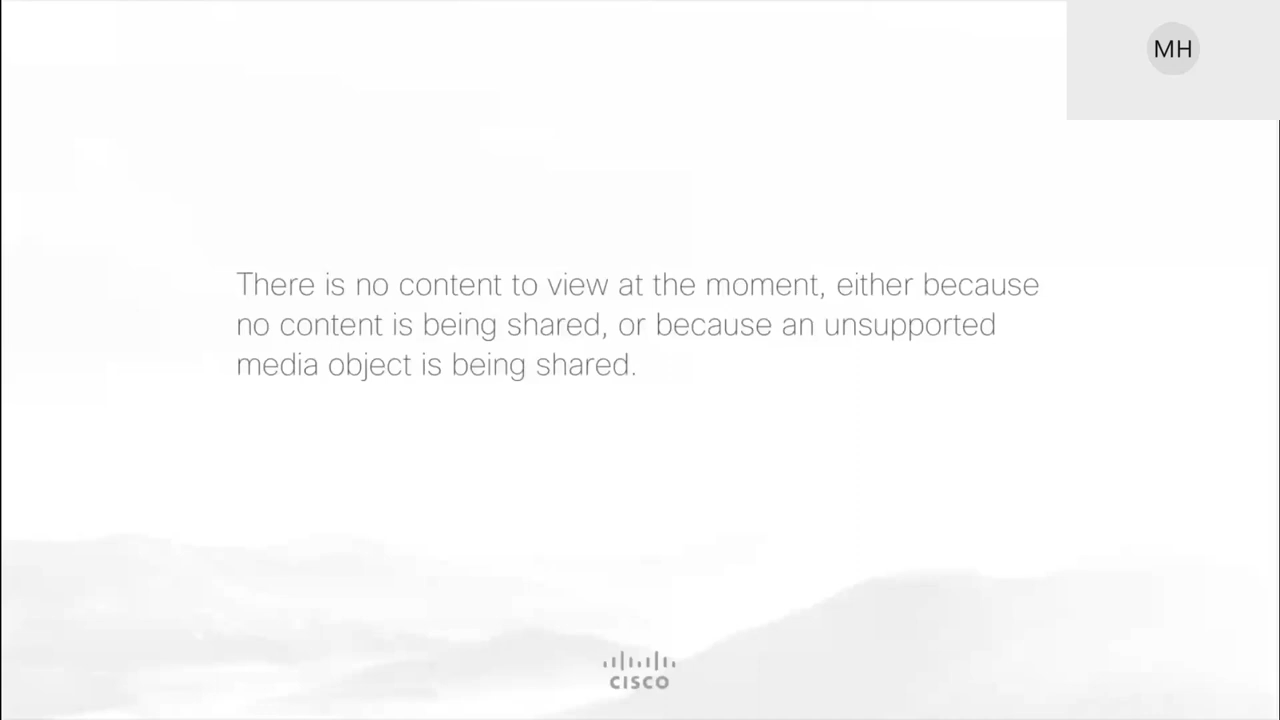 MH
There is no content to view at the moment, either because
no content is being shared, or because an unsupported
media object is being shared.
CISCO